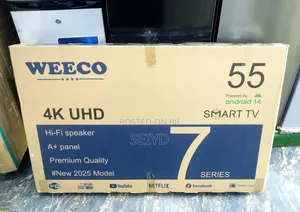 WEECO
55
Powered by
android 14
4K UHD
SMART TV
POSTED ON
SEIYD
Hi-Fi speaker
A+ panel
Premium Quality
#New 2025 Model
7
SERIES
YouTube
NETFLIX
facebook